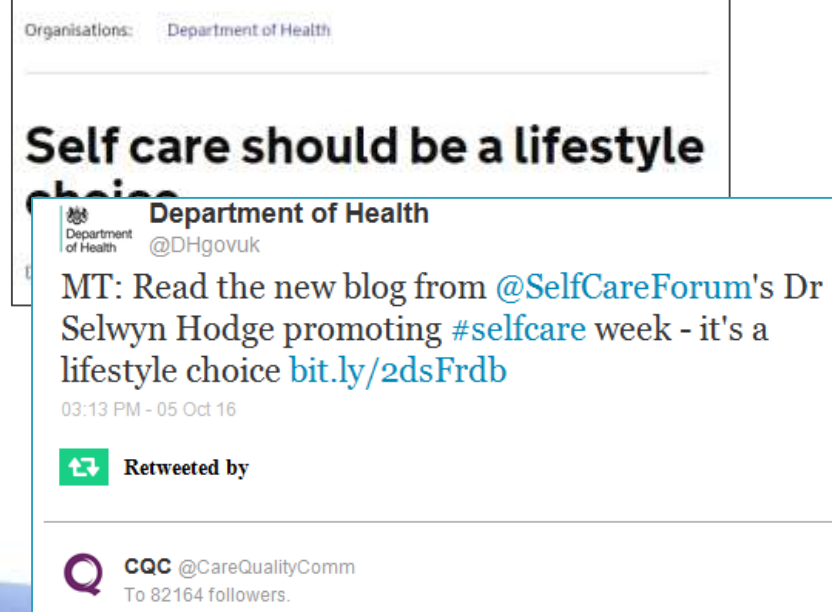 Organisations: Department of Health
Self care should be a lifestyle
Department of Health
Department
of Health
@DHgovuk
MT: Read the new blog from @SelfCareForum's Dr
Selwyn Hodge promoting #selfcare week - it's a
lifestyle choice bit.ly/2dsFrdb
03:13 PM - 05 Oct 16
Retweeted by
CQC @CareQualityComm
To 82164 followers.